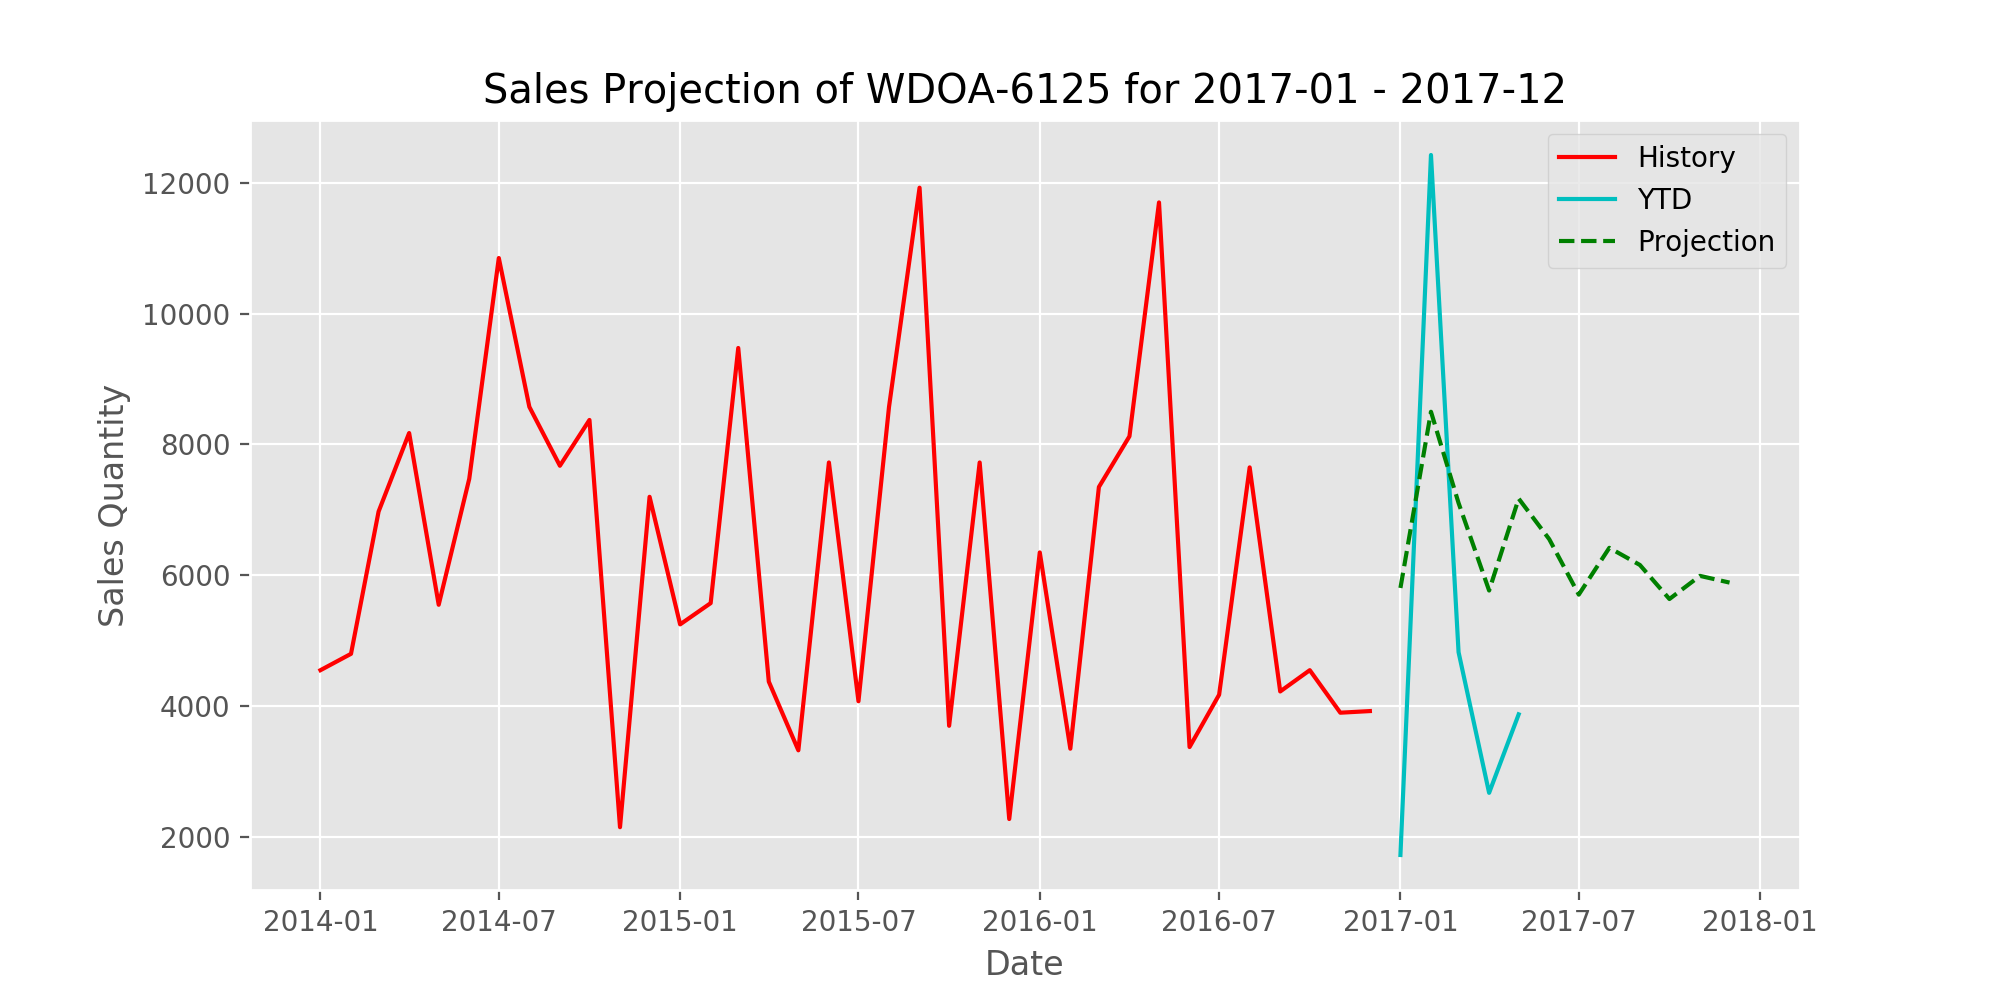 Sales Projection of WDOA-6125 for 2017-01 - 2017-12
History
YTD
Projection
12000
10000
8000
6000
4000
2000
Sales Quantity
2014-01 2014-07 2015-01 2015-07 2016-01 2016-07 2017-01 2017-07 2018-01
Date